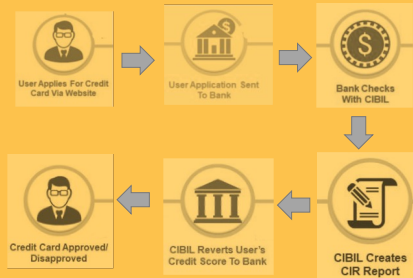 User Applies For Credit
Card Via Website
User Application Sent
To Bank
Bank Checks
With CIBIL
Credit Card Approved/
Disapproved
CIBIL Reverts User's
Credit Score To Bank
CIBIL Creates
CIR Report